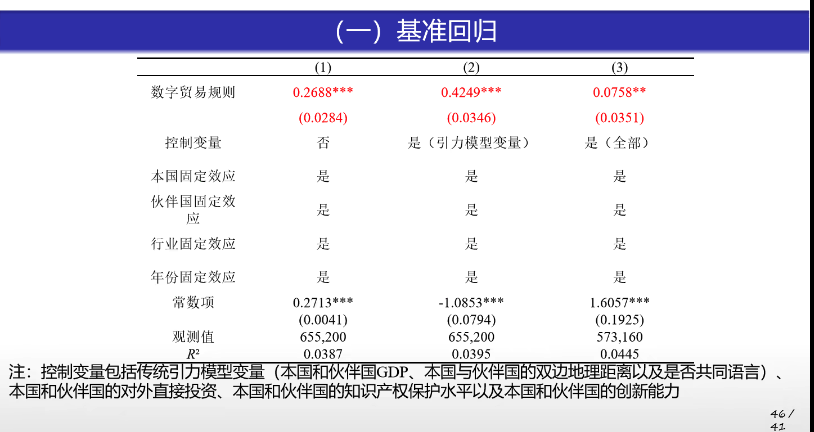 （一）基准回归
(1) (2) (3)
数字贸易规则 0.2688*** 0.4249*** 0.0758**
(0.0284) (0.0346) (0.0351)
控制变量 否 是（引力模型变量） 是（全部）
本国固定效应 是 是 是
伙伴国固定效
应 是 是 是
行业固定效应 是 是 是
年份固定效应 是 是 是
常数项 0.2713*** -1.0853*** 1.6057***
(0.0041) (0.0794) (0.1925)
观测值 655,200 655,200 573,160
R² 0.0387 0.0395 0.0445
注：控制变量包括传统引力模型变量（本国和伙伴国GDP、本国与伙伴国的双边地理距离以及是否共同语言）、
本国和伙伴国的对外直接投资、本国和伙伴国的知识产权保护水平以及本国和伙伴国的创新能力
46 /
41